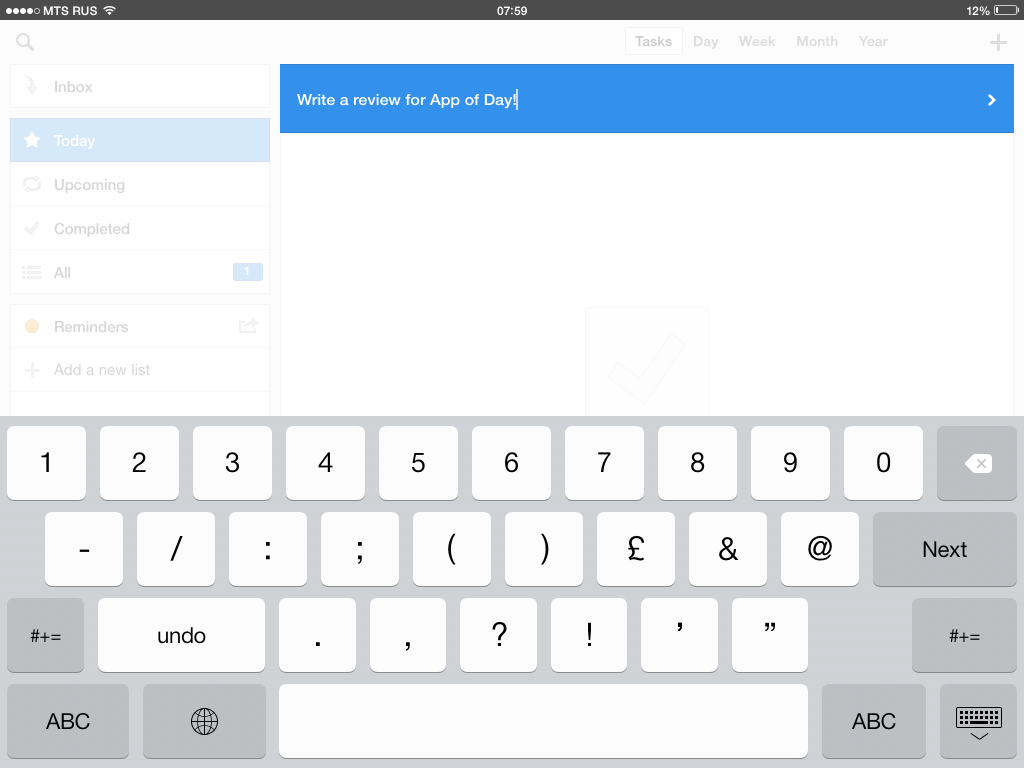 MTS RUS 07:59 12%
Tasks Day Week Month Year
Inbox
Write a review for App of Day!
Today
Upcoming
Completed
All 1
Reminders
Add a new list
1 2 3 4 5 6 7 8 9 0
- / : ; ( ) £ & @ Next
#+= undo . , ? ! ’ ” #+=
ABC ABC